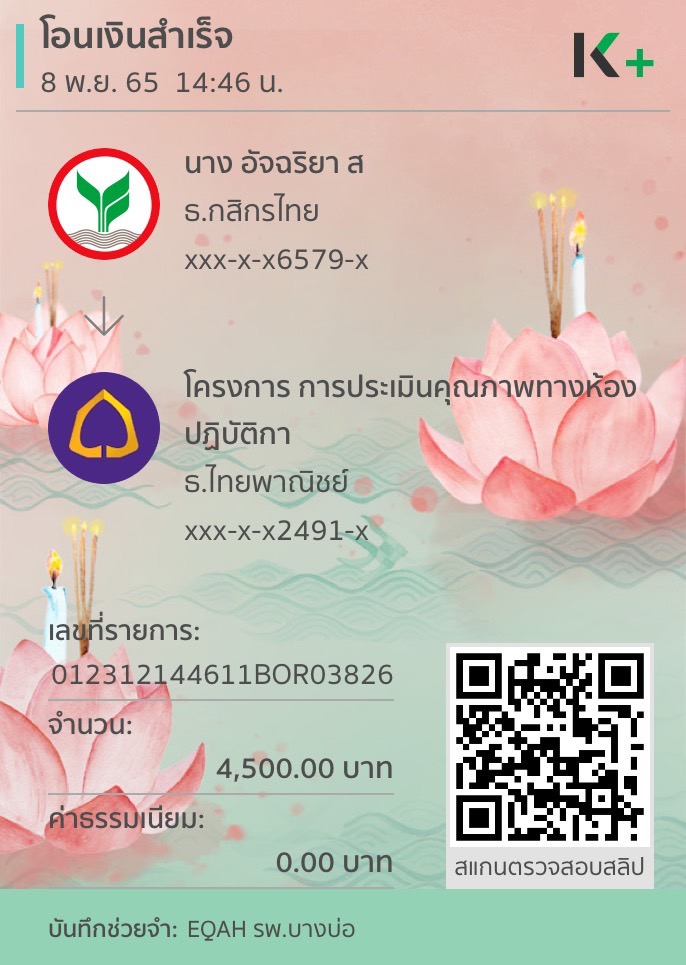 โอนเงินสำเร็จ
8 พ.ย. 65 14:46 น.
K+
นาง อัจฉริยา ส
ธ.กสิกรไทย
xxx-x-x6579-x
โครงการ การประเมินคุณภาพทางห้อง
ปฏิบัติกา
ธ.ไทยพาณิชย์
xxx-x-x2491-x
เลขที่รายการ:
012312144611BOR03826
จำนวน:
4,500.00 บาท
ค่าธรรมเนียม:
0.00 บาท
สแกนตรวจสอบสลิป
บันทึกช่วยจำ: EQAH รพ.บางบ่อ